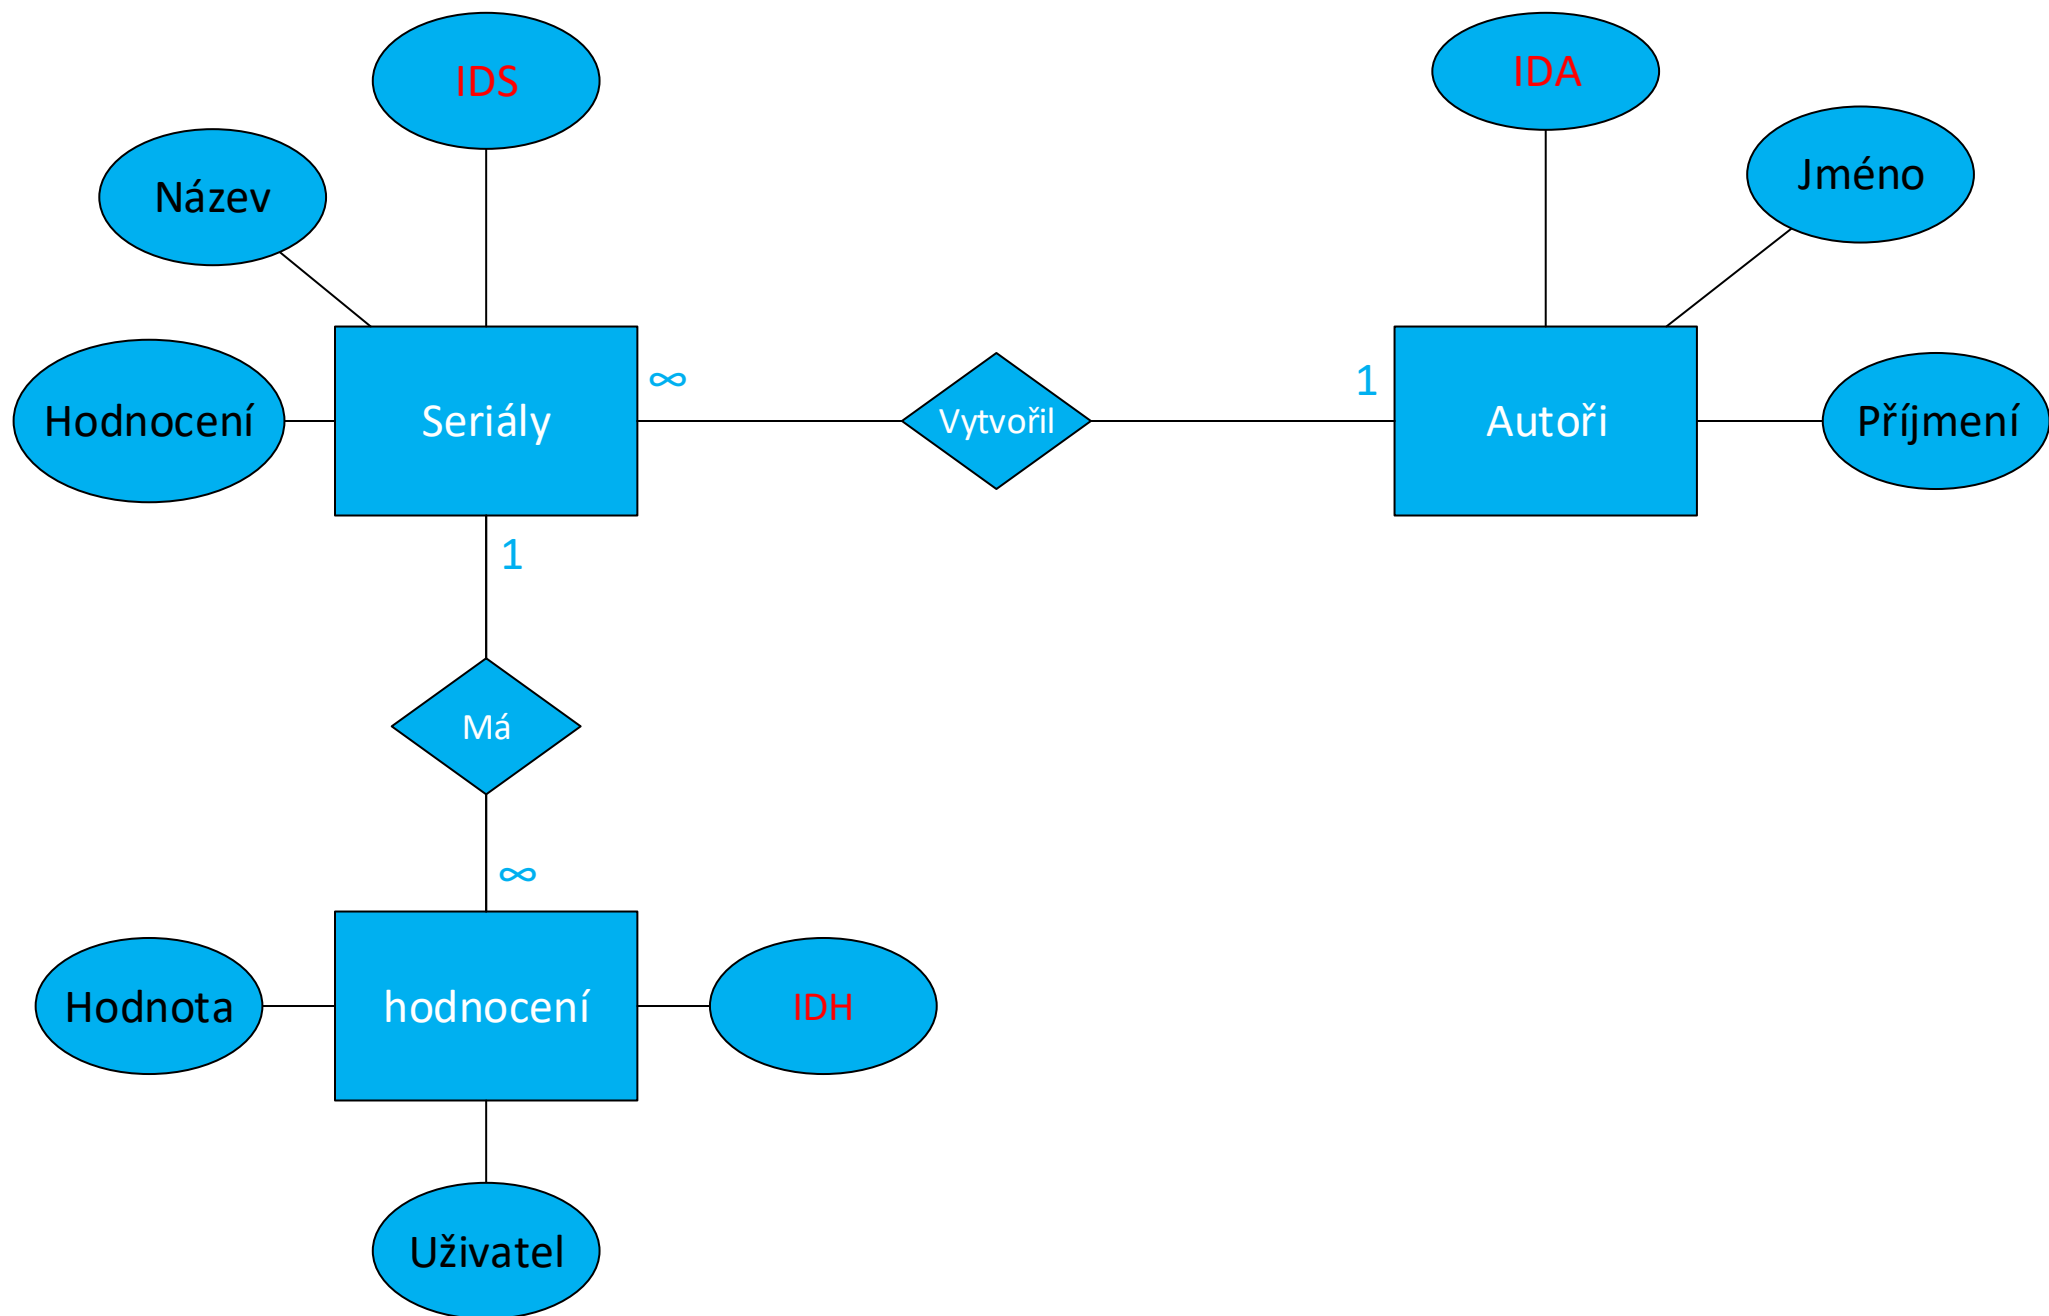 IDS
IDA
Název
Jméno
Hodnocení
Seriály
∞
Vytvořil
1
Autoři
Příjmení
1
Má
∞
Hodnota
hodnocení
IDH
Uživatel